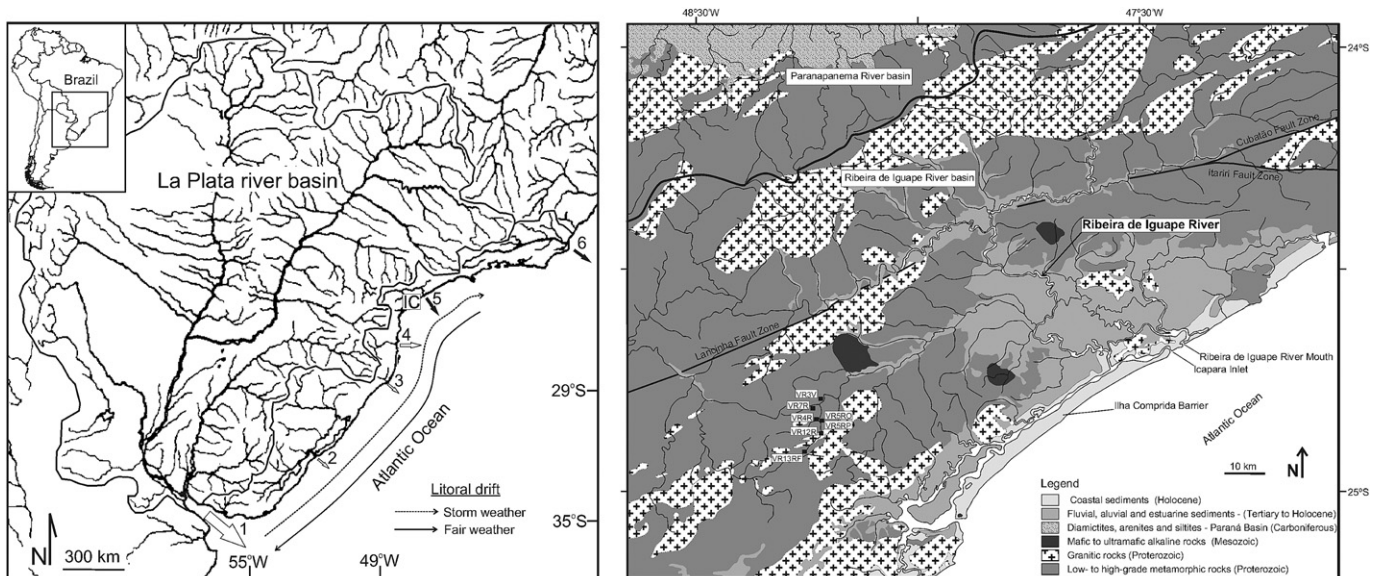 Brazil
La Plata river basin
6
IC
5
4
3
2
1
Atlantic Ocean
29°S
35°S
Litoral drift
Storm weather
Fair weather
N
300 km
55°W
49°W
48°30'W
47°30'W
24°S
Paranapanema River basin
Cubatão Fault Zone
Itariri Fault Zone
Ribeira de Iguape River basin
Ribeira de Iguape River
Lancinha Fault Zone
Ribeira de Iguape River Mouth
Icapara Inlet
VR3V
VR7R
VR4R
VR5RO
VR5RP
VR12R
VR13RF
Ilha Comprida Barrier
Atlantic Ocean
10 km
N
25°S
Legend
Coastal sediments (Holocene)
Fluvial, aluvial and estuarine sediments - (Tertiary to Holocene)
Diamictites, arenites and siltites - Paraná Basin (Carboniferous)
Mafic to ultramafic alkaline rocks (Mesozoic)
Granitic rocks (Proterozoic)
Low- to high-grade metamorphic rocks (Proterozoic)